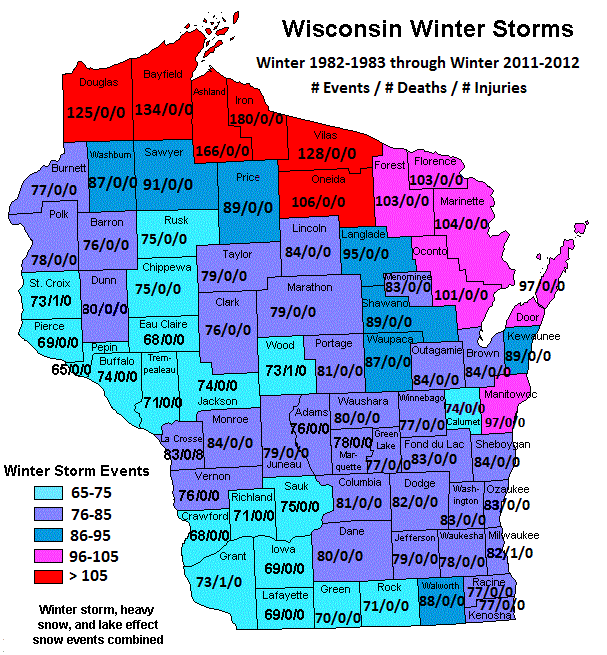 Wisconsin Winter Storms
Winter 1982-1983 through Winter 2011-2012
# Events / # Deaths / # Injuries
Douglas
125/0/0
Bayfield
134/0/0
Ashland
166/0/0
Iron
180/0/0
Vilas
128/0/0
Burnett
77/0/0
Washburn
87/0/0
Sawyer
91/0/0
Price
89/0/0
Oneida
106/0/0
Forest
103/0/0
Florence
103/0/0
Marinette
104/0/0
Polk
78/0/0
Barron
76/0/0
Rusk
75/0/0
Lincoln
84/0/0
Langlade
95/0/0
Oconto
101/0/0
Taylor
79/0/0
Menominee
83/0/0
97/0/0
Door
St. Croix
73/1/0
Dunn
80/0/0
Chippewa
75/0/0
Clark
76/0/0
Marathon
79/0/0
Shawano
89/0/0
Pierce
69/0/0
Pepin
65/0/0
Eau Claire
68/0/0
Buffalo
74/0/0
Trem-
pealeau
71/0/0
74/0/0
Jackson
Wood
73/1/0
Portage
81/0/0
Waupaca
87/0/0
Outagamie
84/0/0
Brown
84/0/0
Kewaunee
89/0/0
Manitowoc
97/0/0
Monroe
84/0/0
La Crosse
83/0/8
79/0/0
Juneau
Adams
76/0/0
Waushara
80/0/0
Winnebago
77/0/0
74/0/0
Calumet
78/0/0
Mar-
quette
Green
Lake
77/0/0
Fond du Lac
83/0/0
Sheboygan
84/0/0
Vernon
76/0/0
Crawford
68/0/0
Richland
71/0/0
Sauk
75/0/0
Columbia
81/0/0
Dodge
82/0/0
Wash-
ington
83/0/0
Ozaukee
83/0/0
Grant
73/1/0
Iowa
69/0/0
Dane
80/0/0
Jefferson
79/0/0
Waukesha
78/0/0
Milwaukee
82/1/0
Lafayette
69/0/0
Green
70/0/0
Rock
71/0/0
Walworth
88/0/0
Racine
77/0/0
77/0/0
Kenosha
Winter Storm Events
65-75
76-85
86-95
96-105
> 105
Winter storm, heavy
snow, and lake effect
snow events combined